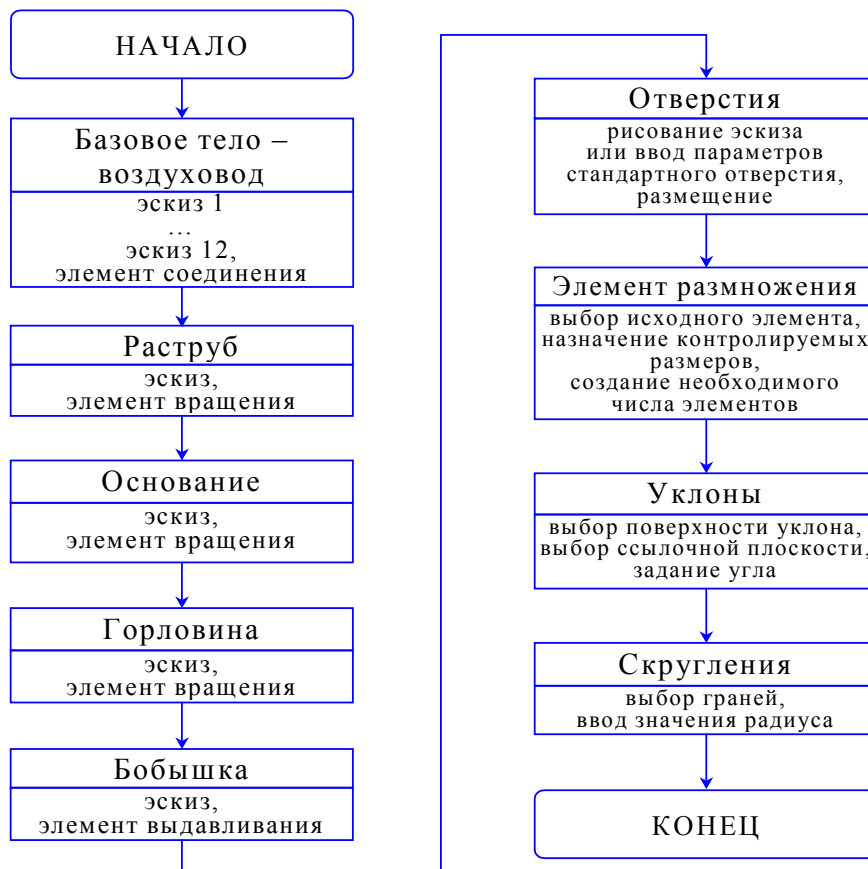 НАЧАЛО
Базовое тело –
воздуховод
эскиз 1
...
эскиз 12,
элемент соединения
Раструб
эскиз,
элемент вращения
Основание
эскиз,
элемент вращения
Горловина
эскиз,
элемент вращения
Бобышка
эскиз,
элемент выдавливания
Отверстия
рисование эскиза
или ввод параметров
стандартного отверстия,
размещение
Элемент размножения
выбор исходного элемента,
назначение контролируемых
размеров,
создание необходимого
числа элементов
Уклоны
выбор поверхности уклона,
выбор ссылочной плоскости,
задание угла
Скругления
выбор граней,
ввод значения радиуса
КОНЕЦ